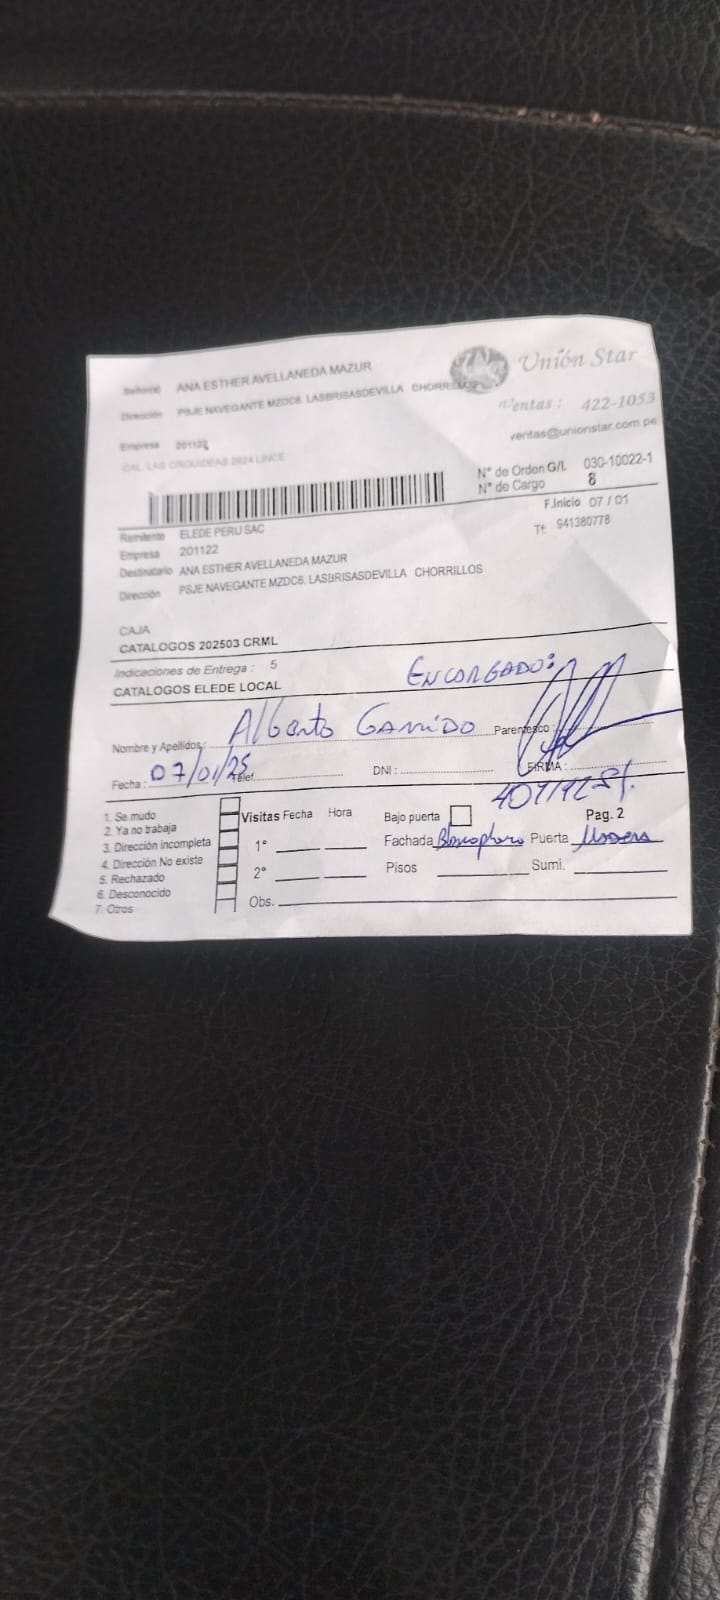 Señor(a) ANA ESTHER AVELLANEDA MAZUR
Dirección PSJE NAVEGANTE MZDC6. LASBRISASDEVILLA CHORRILLOS
Unión Star
Ventas : 422-1053
ventas@unionstar.com.pe
Empresa 201122
CAL LAS ORQUIDEAS 2624 LINCE
N° de Orden G/L 030-10022-1
N° de Cargo 8
F.Inicio 07 / 01
Tf: 941380778
Remitente ELEDE PERU SAC
Empresa 201122
Destinatario ANA ESTHER AVELLANEDA MAZUR
Dirección PSJE NAVEGANTE MZDC6. LASBRISASDEVILLA CHORRILLOS
CAJA
CATALOGOS 202503 CRML
Indicaciones de Entrega : 5
CATALOGOS ELEDE LOCAL
ENCARGADO:
Nombre y Apellidos : Alberto Garrido Parentesco :
Fecha : 07/01/25 Telef. DNI : FIRMA :
1. Se mudo
2. Ya no trabaja
3. Dirección incompleta
4. Dirección No existe
5. Rechazado
6. Desconocido
7. Otros
Visitas Fecha Hora Bajo puerta Pag. 2
1° Fachada Puerta
2° Pisos Sumi.
Obs.